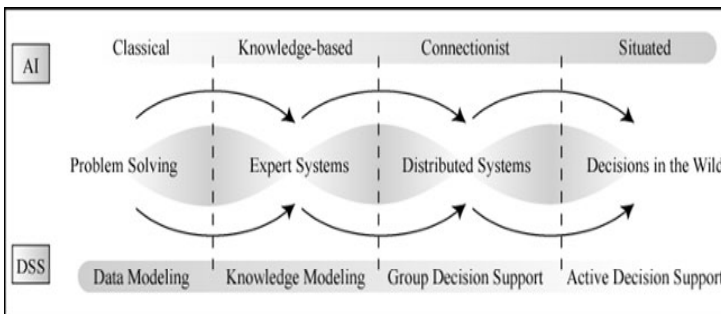 Classical Knowledge-based Connectionist Situated
AI
Problem Solving Expert Systems Distributed Systems Decisions in the Wild
DSS
Data Modeling Knowledge Modeling Group Decision Support Active Decision Support